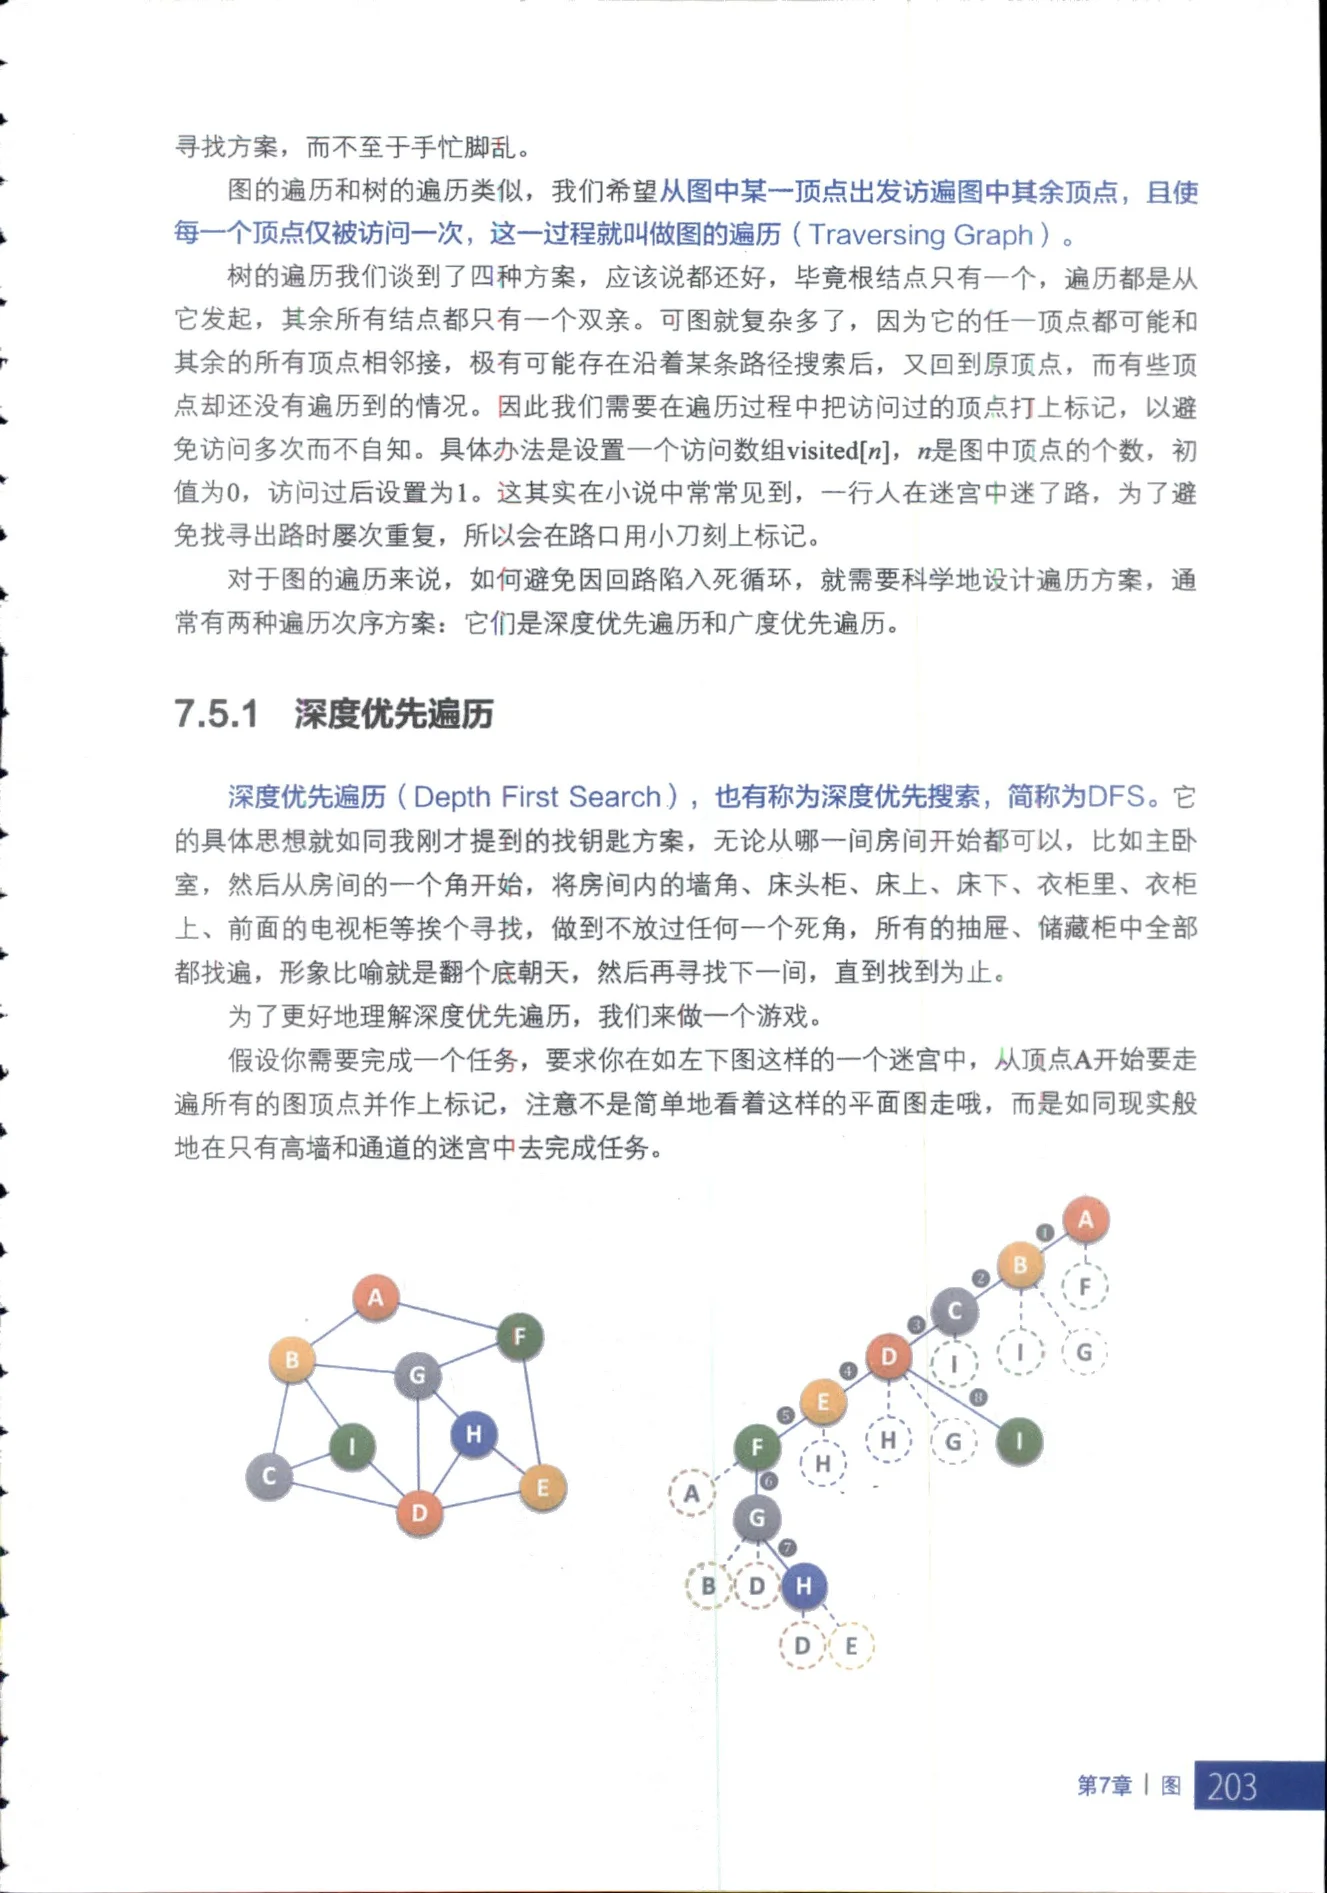 寻找方案，而不至于手忙脚乱。
图的遍历和树的遍历类似，我们希望从图中某一顶点出发访遍图中其余顶点，且使
每一个顶点仅被访问一次，这一过程就叫做图的遍历（Traversing Graph）。
树的遍历我们谈到了四种方案，应该说都还好，毕竟根结点只有一个，遍历都是从
它发起，其余所有结点都只有一个双亲。可图就复杂多了，因为它的任一顶点都可能和
其余的所有顶点相邻接，极有可能存在沿着某条路径搜索后，又回到原顶点，而有些顶
点却还没有遍历到的情况。因此我们需要在遍历过程中把访问过的顶点打上标记，以避
免访问多次而不自知。具体办法是设置一个访问数组visited[n]，n是图中顶点的个数，初
值为0，访问过后设置为1。这其实在小说中常常见到，一行人在迷宫中迷了路，为了避
免找寻出路时屡次重复，所以会在路口用小刀刻上标记。
对于图的遍历来说，如何避免因回路陷入死循环，就需要科学地设计遍历方案，通
常有两种遍历次序方案：它们是深度优先遍历和广度优先遍历。
7.5.1 深度优先遍历
深度优先遍历（Depth First Search），也有称为深度优先搜索，简称为DFS。它
的具体思想就如同我刚才提到的找钥匙方案，无论从哪一间房间开始都可以，比如主卧
室，然后从房间的一个角开始，将房间内的墙角、床头柜、床上、床下、衣柜里、衣柜
上、前面的电视柜等挨个寻找，做到不放过任何一个死角，所有的抽屉、储藏柜中全部
都找遍，形象比喻就是翻个底朝天，然后再寻找下一间，直到找到为止。
为了更好地理解深度优先遍历，我们来做一个游戏。
假设你需要完成一个任务，要求你在如左下图这样的一个迷宫中，从顶点A开始要走
遍所有的图顶点并作上标记，注意不是简单地看着这样的平面图走哦，而是如同现实般
地在只有高墙和通道的迷宫中去完成任务。
A
F
B
G
H
I
C
E
D
A
1
B
F
2
C
3
I
G
D
I
4
8
E
5
H
G
I
F
H
A
6
G
7
B
D
H
D
E
第7章 | 图 203